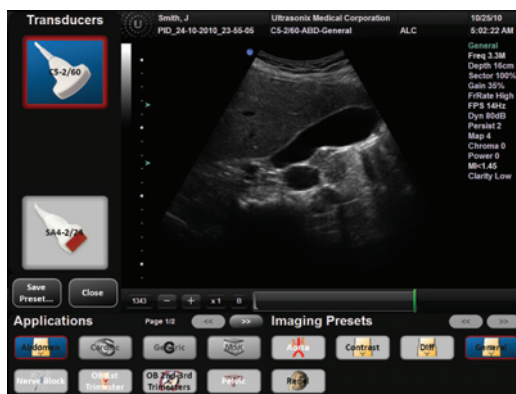 Transducers
Smith, J
Ultrasonix Medical Corporation
10/25/10
PID_24-10-2010_23-55-05
C5-2/60-ABD-General
ALC
5:02:22 AM
U
C5-2/60
SA4-2/24
Save
Preset...
Close
General
Freq 3.3M
Depth 16cm
Sector 100%
Gain 35%
FrRate High
FPS 14Hz
Dyn 80dB
Persist 2
Map 4
Chroma 0
Power 0
MI<1.45
Clarity Low
1343
x 1
B
Applications
Page 1/2
<<
>>
Imaging Presets
<<
>>
Abdomen
Cardiac
Generic
MSK
Aorta
Contrast
Diff
General
Nerve Block
OB 1st
Trimester
OB 2nd-3rd
Trimesters
Pelvic
Renal